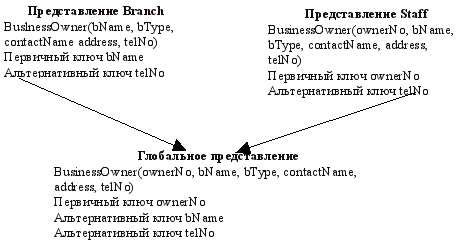 Представление Branch
BuslnessOwner(bName, bType,
contactName address, telNo)
Первичный ключ bName
Альтернативный ключ telNo
Представление Staff
BusinessOwner(ownerNo, bName,
bType, contactName, address,
telNo)
Первичный ключ ownerNo
Альтернативный ключ telNo
Глобальное представление
BusinessOwner(ownerNo, bName, bType, contactName,
address, telNo)
Первичный ключ ownerNo
Альтернативный ключ bName
Альтернативный ключ telNo